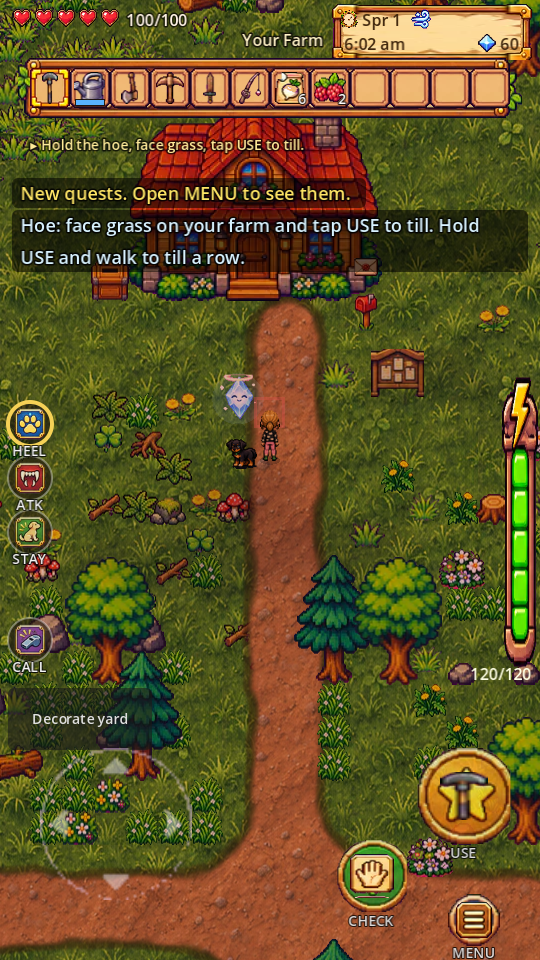 100/100
Spr 1
Your Farm
6:02 am
60
6
2
▸ Hold the hoe, face grass, tap USE to till.
New quests. Open MENU to see them.
Hoe: face grass on your farm and tap USE to till. Hold
USE and walk to till a row.
HEEL
ATK
STAY
CALL
120/120
Decorate yard
USE
CHECK
MENU